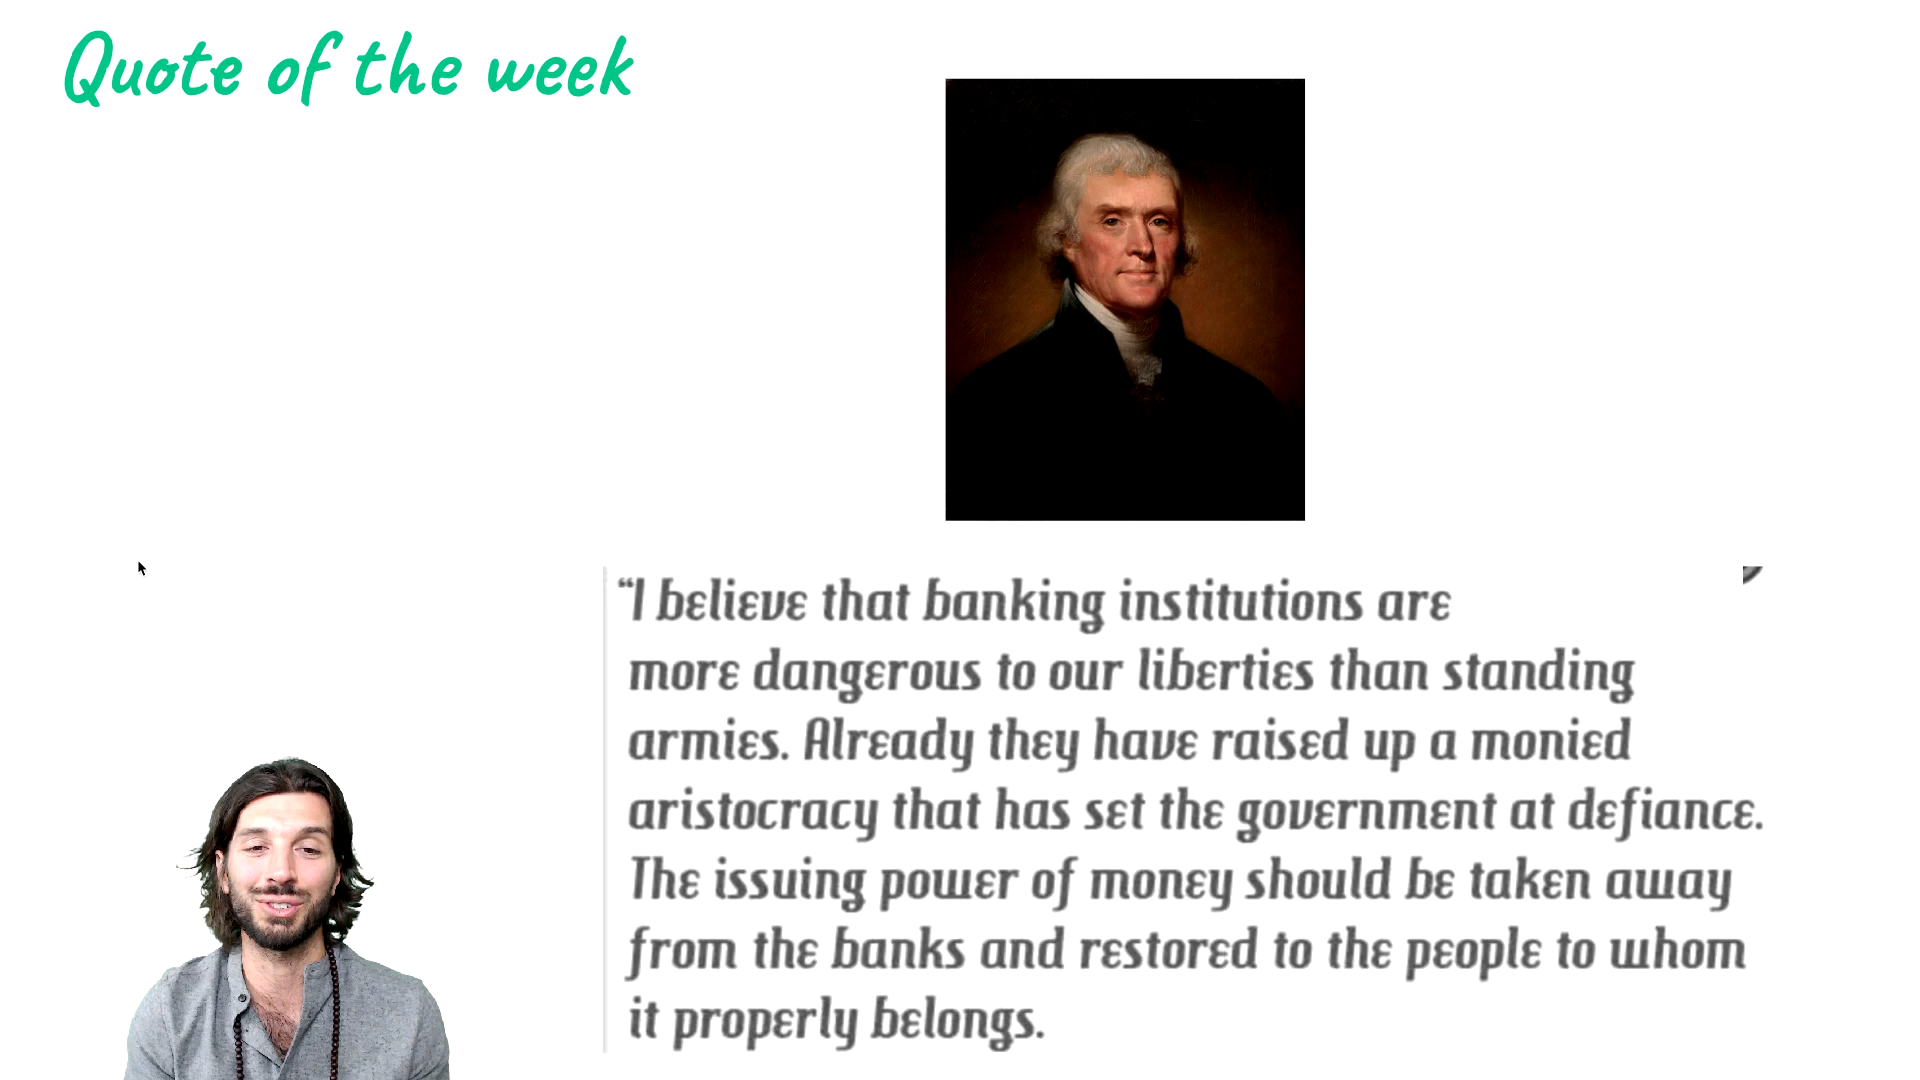 Quote of the week
“I believe that banking institutions are
more dangerous to our liberties than standing
armies. Already they have raised up a monied
aristocracy that has set the government at defiance.
The issuing power of money should be taken away
from the banks and restored to the people to whom
it properly belongs.